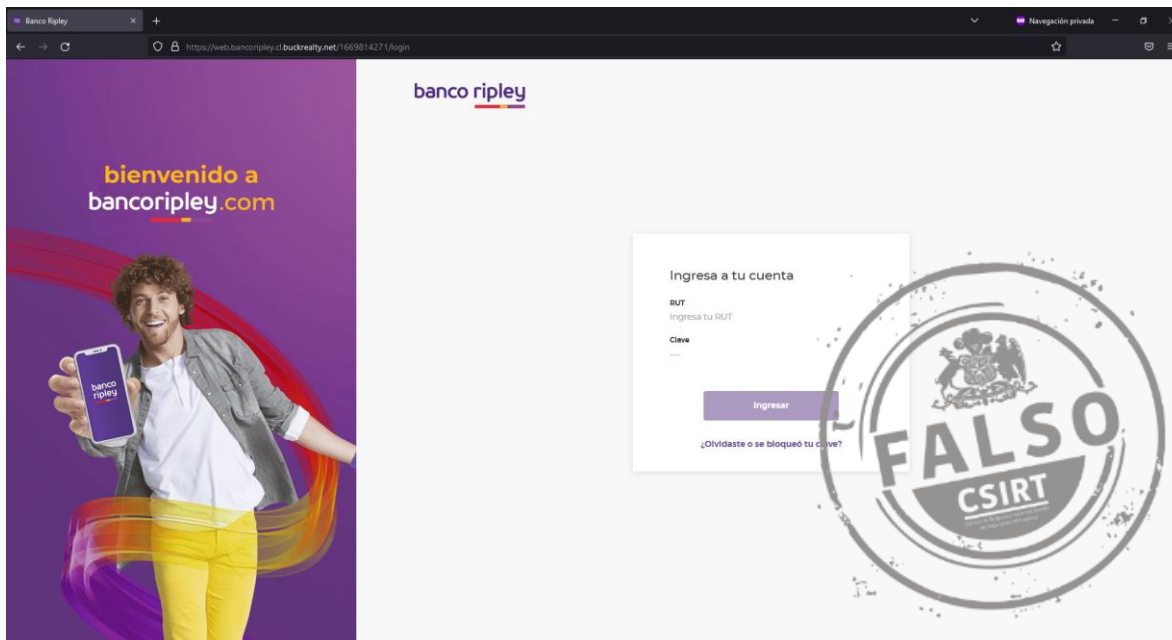 Banco Ripley
Navegación privada
https://web.bancoripley.cl.buckrealty.net/1669814271/login
banco ripley
bienvenido a
bancoripley.com
banco
ripley
Ingresa a tu cuenta
RUT
Ingresa tu RUT
Clave
Ingresar
¿Olvidaste o se bloqueó tu clave?
FALSO
CSIRT